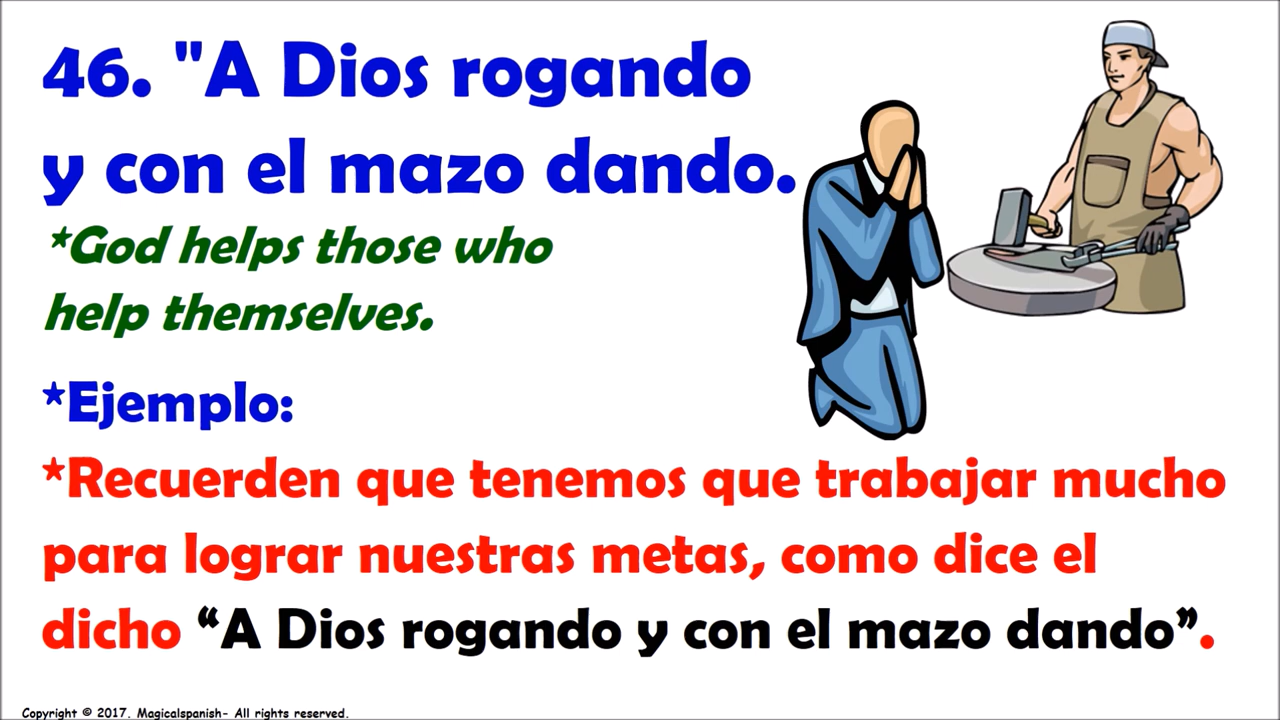 46. "A Dios rogando
y con el mazo dando.
*God helps those who
help themselves.
*Ejemplo:
*Recuerden que tenemos que trabajar mucho
para lograr nuestras metas, como dice el
dicho “A Dios rogando y con el mazo dando”.
Copyright © 2017. Magicalspanish- All rights reserved.